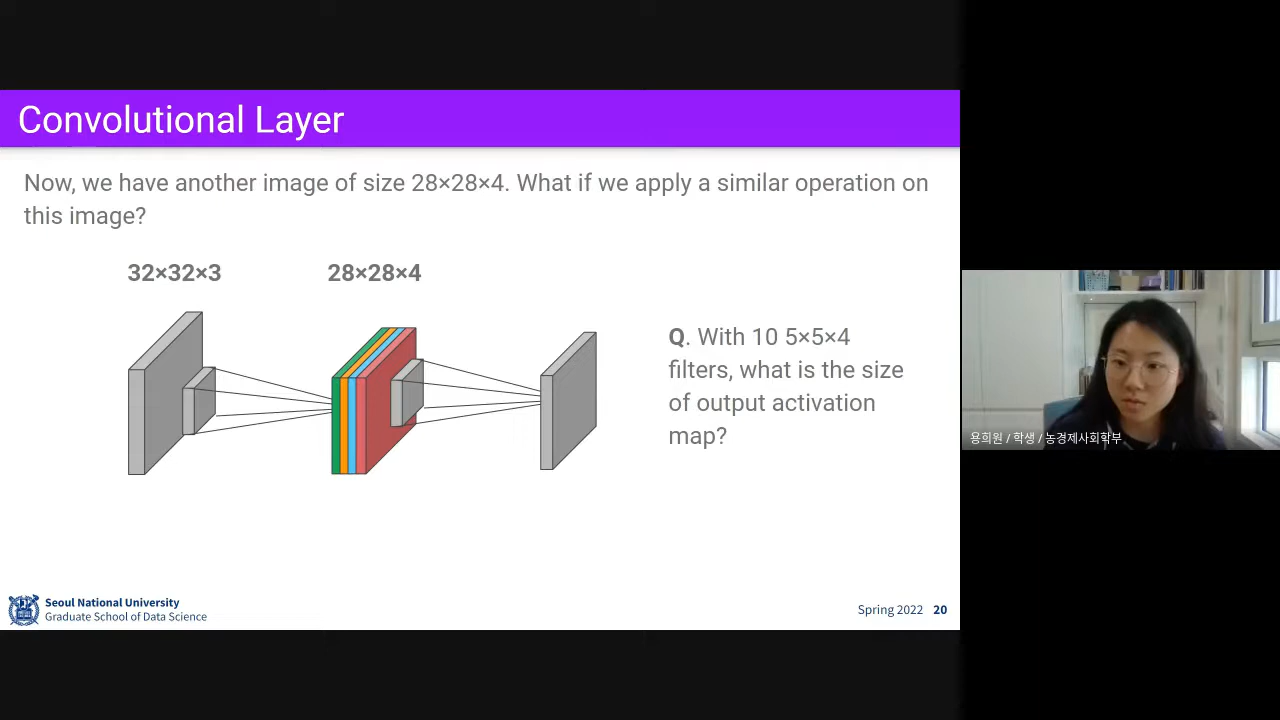 Convolutional Layer
Now, we have another image of size 28×28×4. What if we apply a similar operation on
this image?
32×32×3
28×28×4
Q. With 10 5×5×4
filters, what is the size
of output activation
map?
용희원 / 학생 / 농경제사회학부
Seoul National University
Graduate School of Data Science
Spring 2022 20